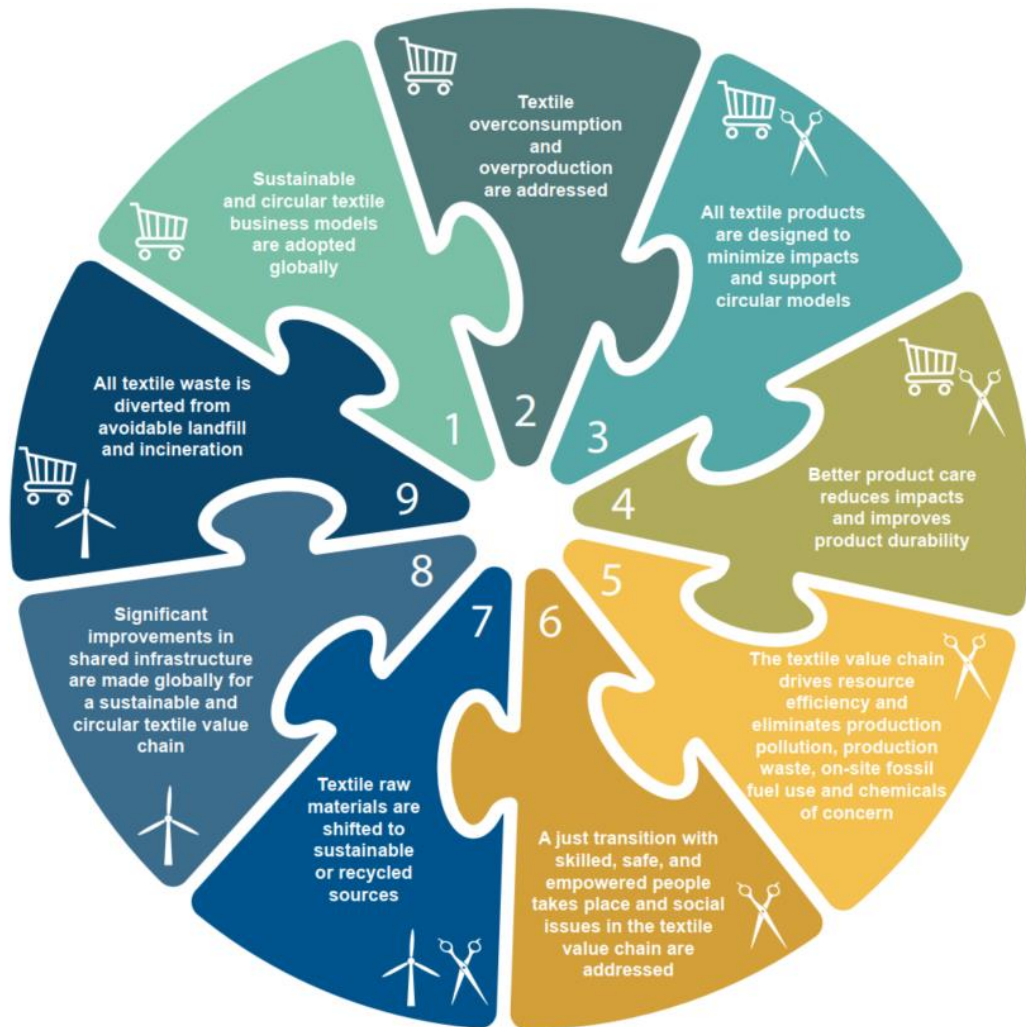 Sustainable
and circular textile
business models
are adopted
globally
1
Textile
overconsumption
and
overproduction
are addressed
2
All textile products
are designed to
minimize impacts
and support
circular models
3
Better product care
reduces impacts
and improves
product durability
4
The textile value chain
drives resource
efficiency and
eliminates production
pollution, production
waste, on-site fossil
fuel use and chemicals
of concern
5
A just transition with
skilled, safe, and
empowered people
takes place and social
issues in the textile
value chain are
addressed
6
Textile raw
materials are
shifted to
sustainable
or recycled
sources
7
Significant
improvements in
shared infrastructure
are made globally for
a sustainable and
circular textile value
chain
8
All textile waste is
diverted from
avoidable landfill
and incineration
9